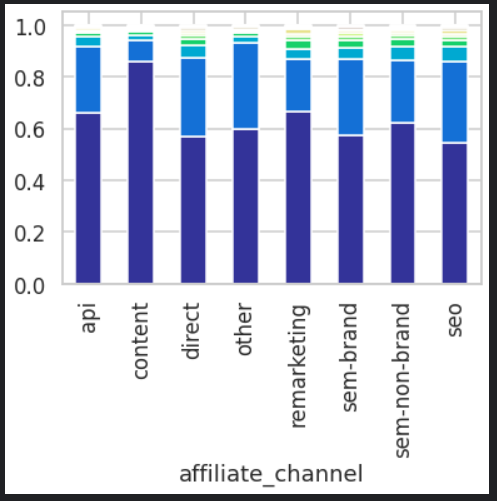 1.0
0.8
0.6
0.4
0.2
0.0
api
content
direct
other
remarketing
sem-brand
sem-non-brand
seo
affiliate_channel